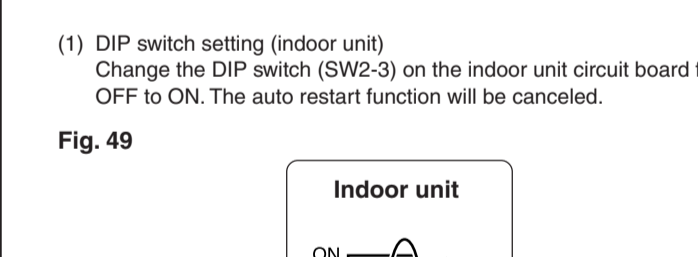 (1) DIP switch setting (indoor unit)
Change the DIP switch (SW2-3) on the indoor unit circuit board
OFF to ON. The auto restart function will be canceled.
Fig. 49
Indoor unit
ON